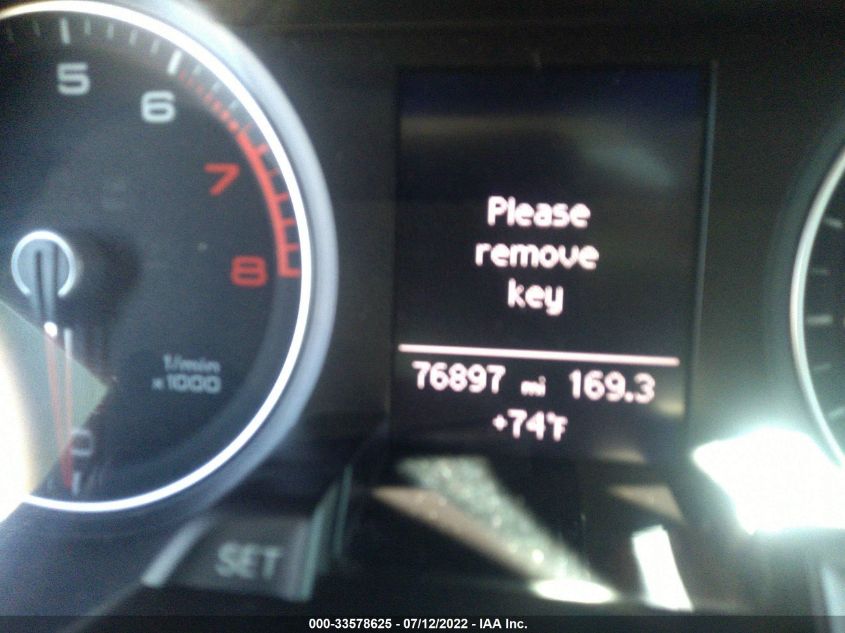 5
6
7
8
1/min
x1000
Please
remove
key
76897 mi 169.3
+74°F
SET
000-33578625 - 07/12/2022 - IAA Inc.